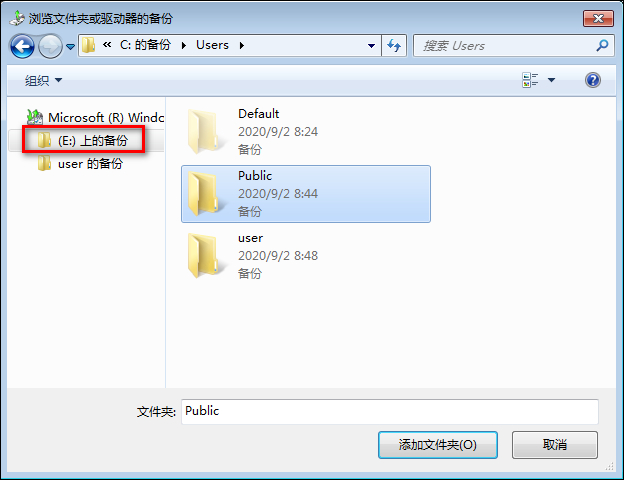 浏览文件夹或驱动器的备份
« C: 的备份 ▸ Users ▸
搜索 Users
组织
Microsoft (R) Windo
(E:) 上的备份
user 的备份
Default
2020/9/2 8:24
备份
Public
2020/9/2 8:44
备份
user
2020/9/2 8:48
备份
文件夹: Public
添加文件夹(O)
取消